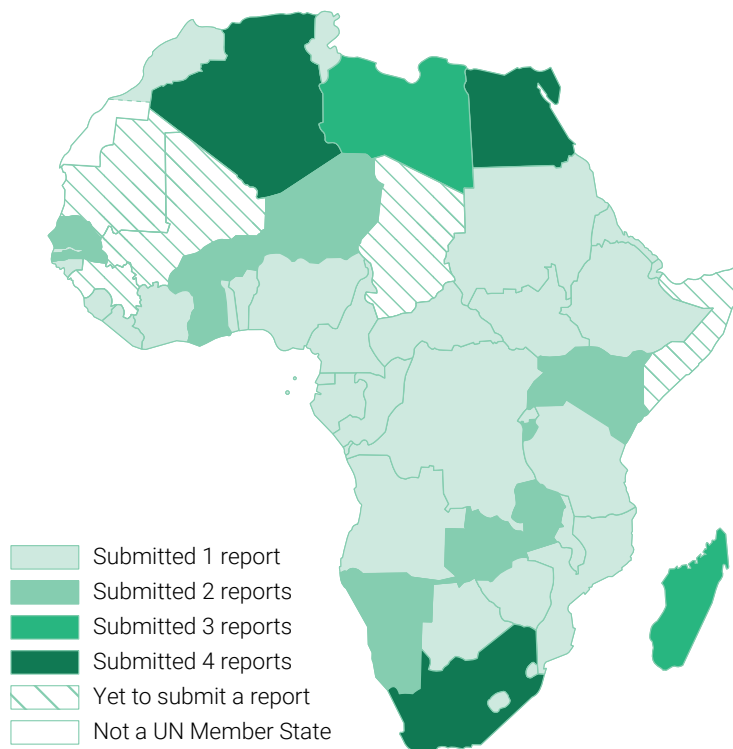 Submitted 1 report
Submitted 2 reports
Submitted 3 reports
Submitted 4 reports
Yet to submit a report
Not a UN Member State